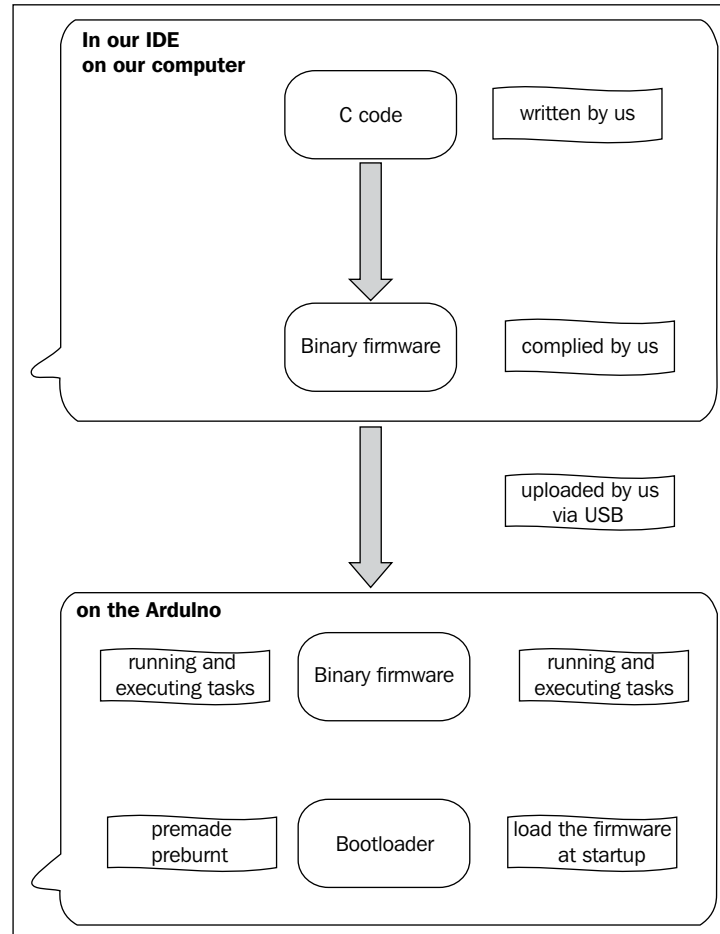 In our IDE
on our computer
C code
written by us
Binary firmware
complied by us
uploaded by us
via USB
on the Ardulno
running and
executing tasks
Binary firmware
running and
executing tasks
premade
preburnt
Bootloader
load the firmware
at startup